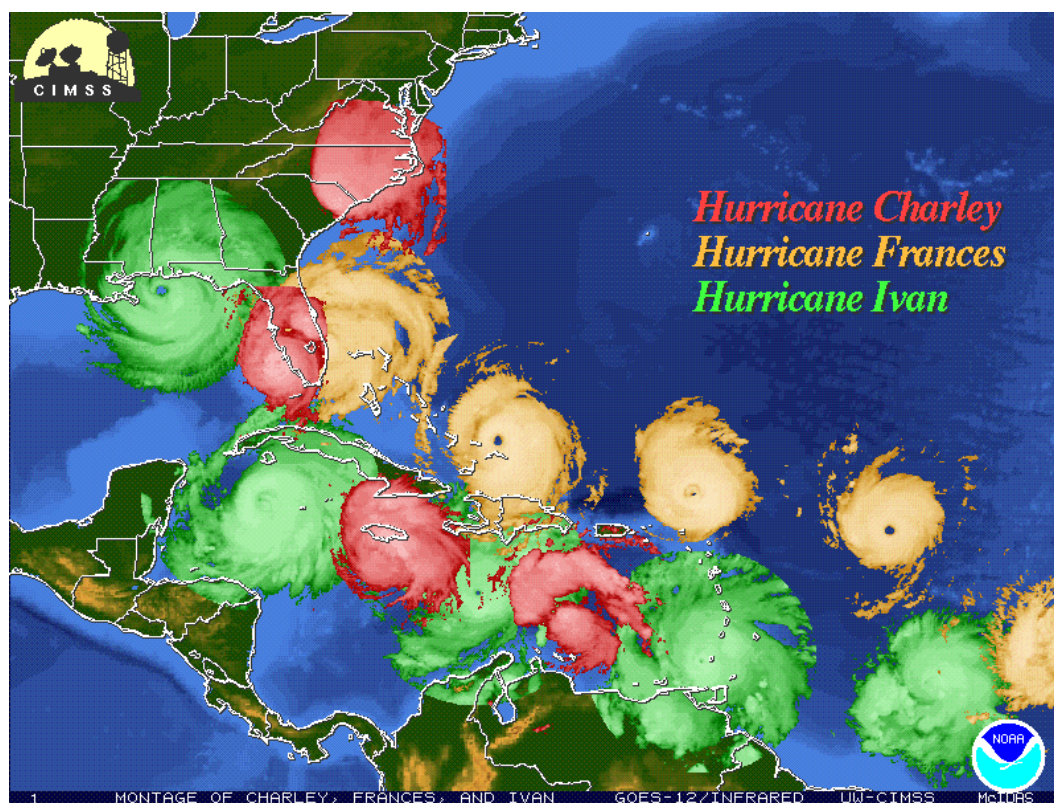 CIMSS
Hurricane Charley
Hurricane Frances
Hurricane Ivan
NOAA
1 MONTAGE OF CHARLEY, FRANCES, AND IVAN GOES-12/INFRARED UW-CIMSS McIDAS